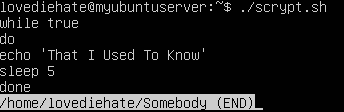 lovediehate@myubuntuserver:~$ ./scrypt.sh
while true
do
echo 'That I Used To Know'
sleep 5
done
/home/lovediehate/Somebody (END)